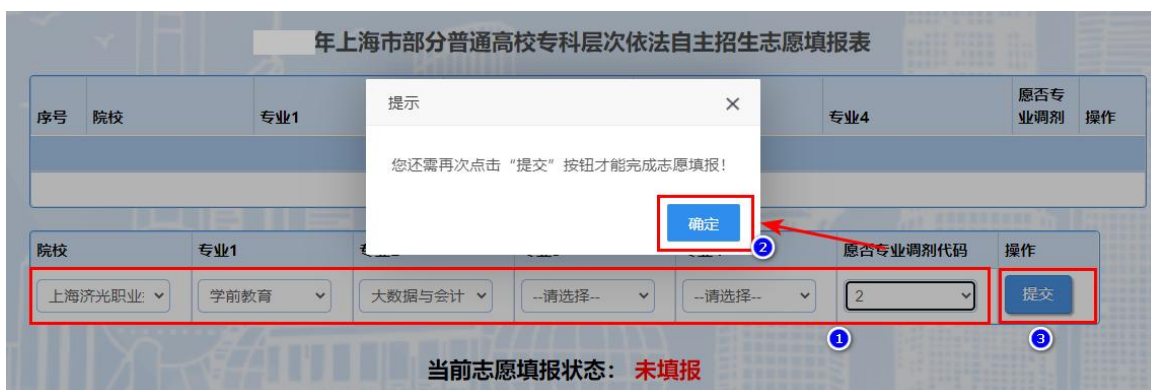 年上海市部分普通高校专科层次依法自主招生志愿填报表
序号 院校 专业1 专业4 愿否专业调剂 操作
提示 ×
您还需再次点击“提交”按钮才能完成志愿填报！
确定
2
院校 专业1 愿否专业调剂代码 操作
上海济光职业 学前教育 大数据与会计 --请选择-- --请选择-- 2 提交
1 3
当前志愿填报状态： 未填报